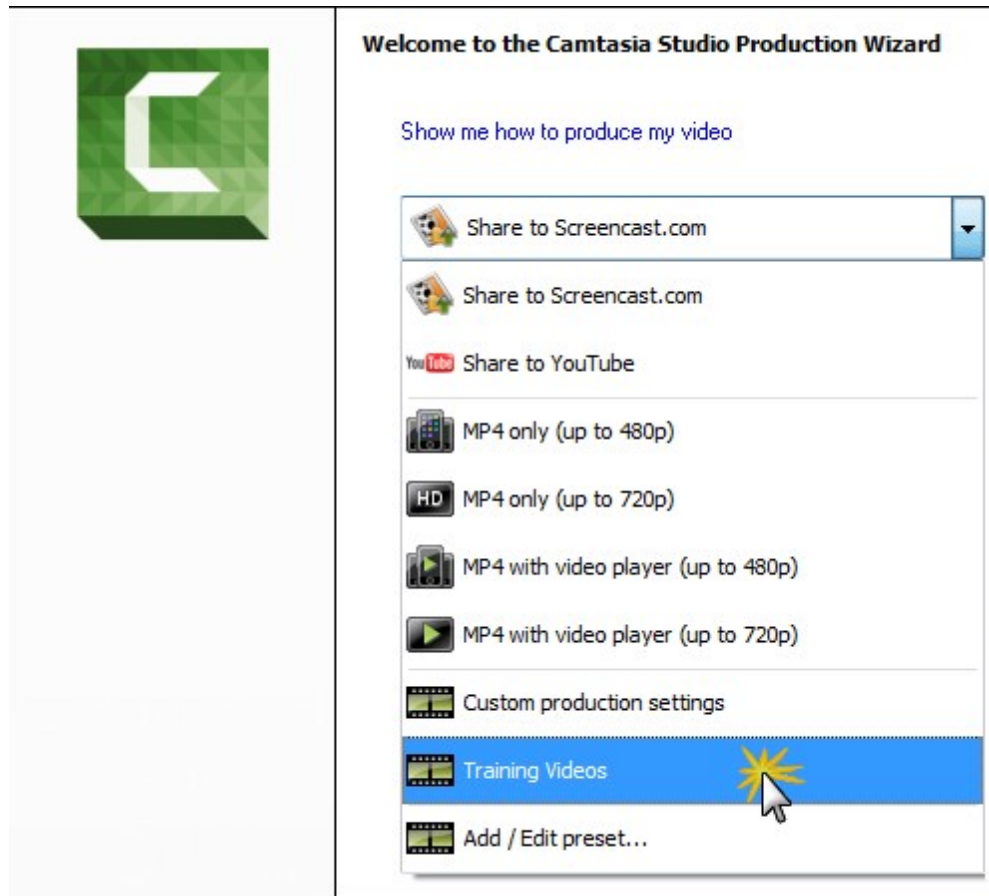 Welcome to the Camtasia Studio Production Wizard
Show me how to produce my video
Share to Screencast.com
Share to Screencast.com
You Tube Share to YouTube
MP4 only (up to 480p)
HD MP4 only (up to 720p)
MP4 with video player (up to 480p)
MP4 with video player (up to 720p)
Custom production settings
Training Videos
Add / Edit preset...